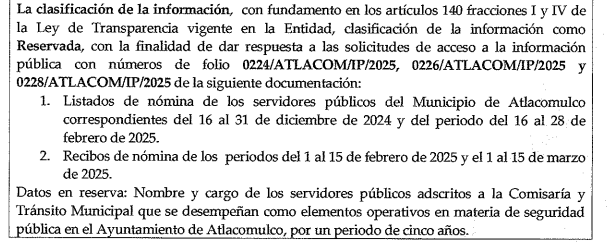 La clasificación de la información, con fundamento en los artículos 140 fracciones I y IV de
la Ley de Transparencia vigente en la Entidad, clasificación de la información como
Reservada, con la finalidad de dar respuesta a las solicitudes de acceso a la información
pública con números de folio 0224/ATLACOM/IP/2025, 0226/ATLACOM/IP/2025 y
0228/ATLACOM/IP/2025 de la siguiente documentación:
1. Listados de nómina de los servidores públicos del Municipio de Atlacomulco
correspondientes del 16 al 31 de diciembre de 2024 y del periodo del 16 al 28 de
febrero de 2025.
2. Recibos de nómina de los periodos del 1 al 15 de febrero de 2025 y el 1 al 15 de marzo
de 2025.
Datos en reserva: Nombre y cargo de los servidores públicos adscritos a la Comisaría y
Tránsito Municipal que se desempeñan como elementos operativos en materia de seguridad
pública en el Ayuntamiento de Atlacomulco, por un periodo de cinco años.